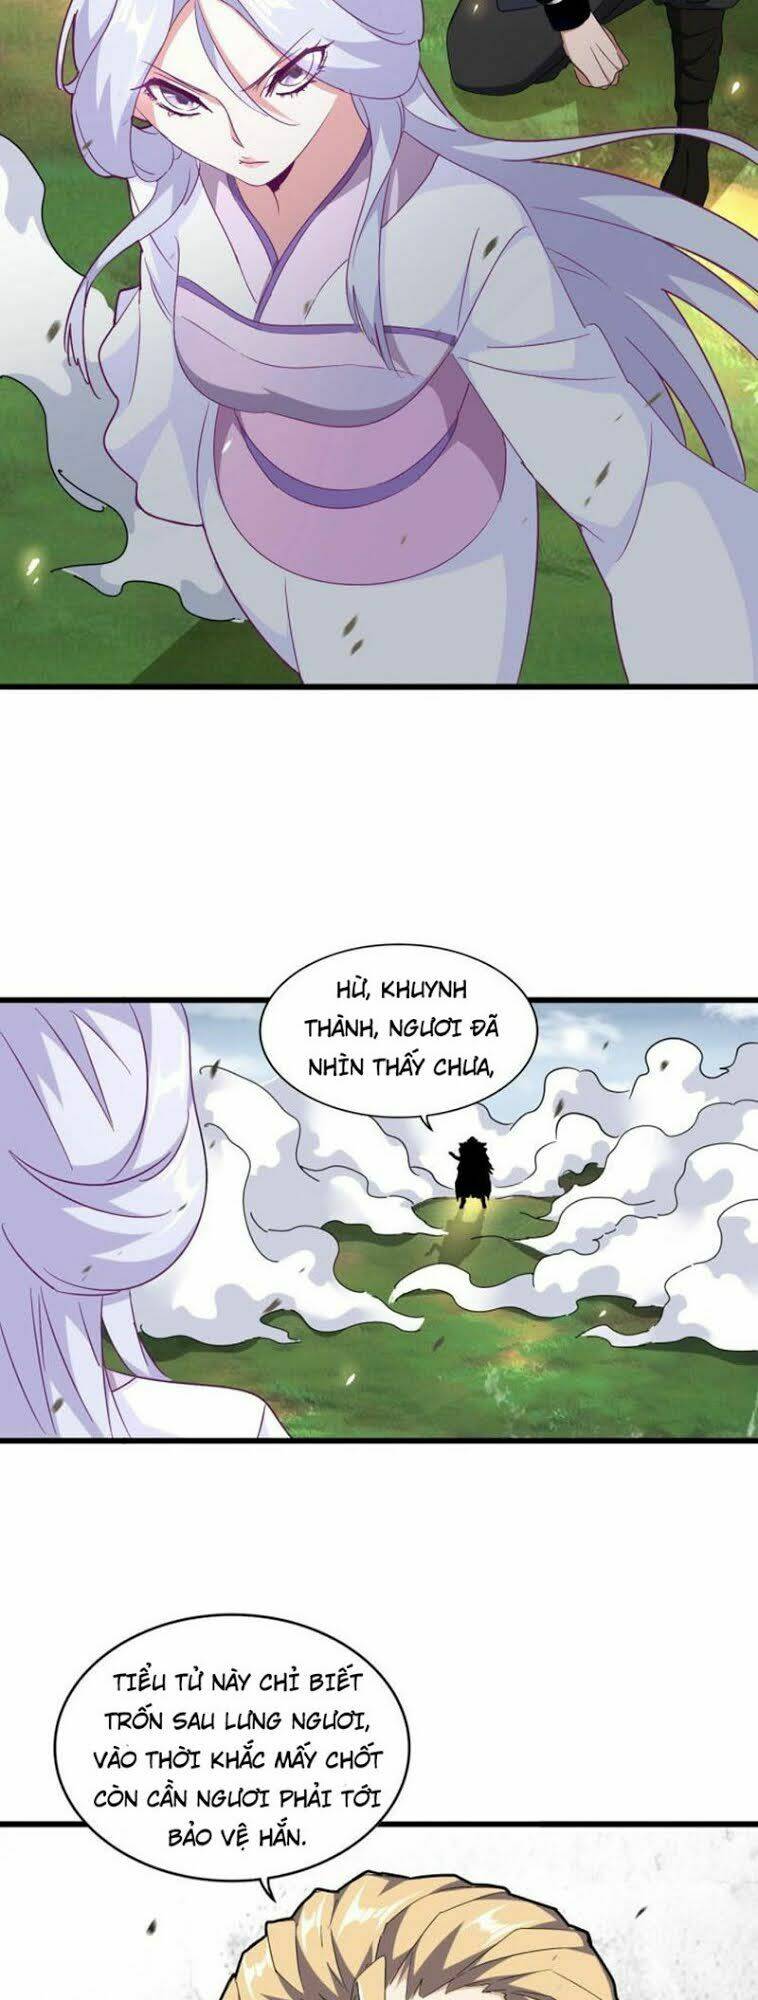 HỪ, KHUYNH
THÀNH, NGƯƠI ĐÃ
NHÌN THẤY CHƯA,
TIỂU TỬ NÀY CHỈ BIẾT
TRỐN SAU LƯNG NGƯƠI,
VÀO THỜI KHẮC MẤY CHỐT
CÒN CẦN NGƯƠI PHẢI TỚI
BẢO VỆ HẮN.